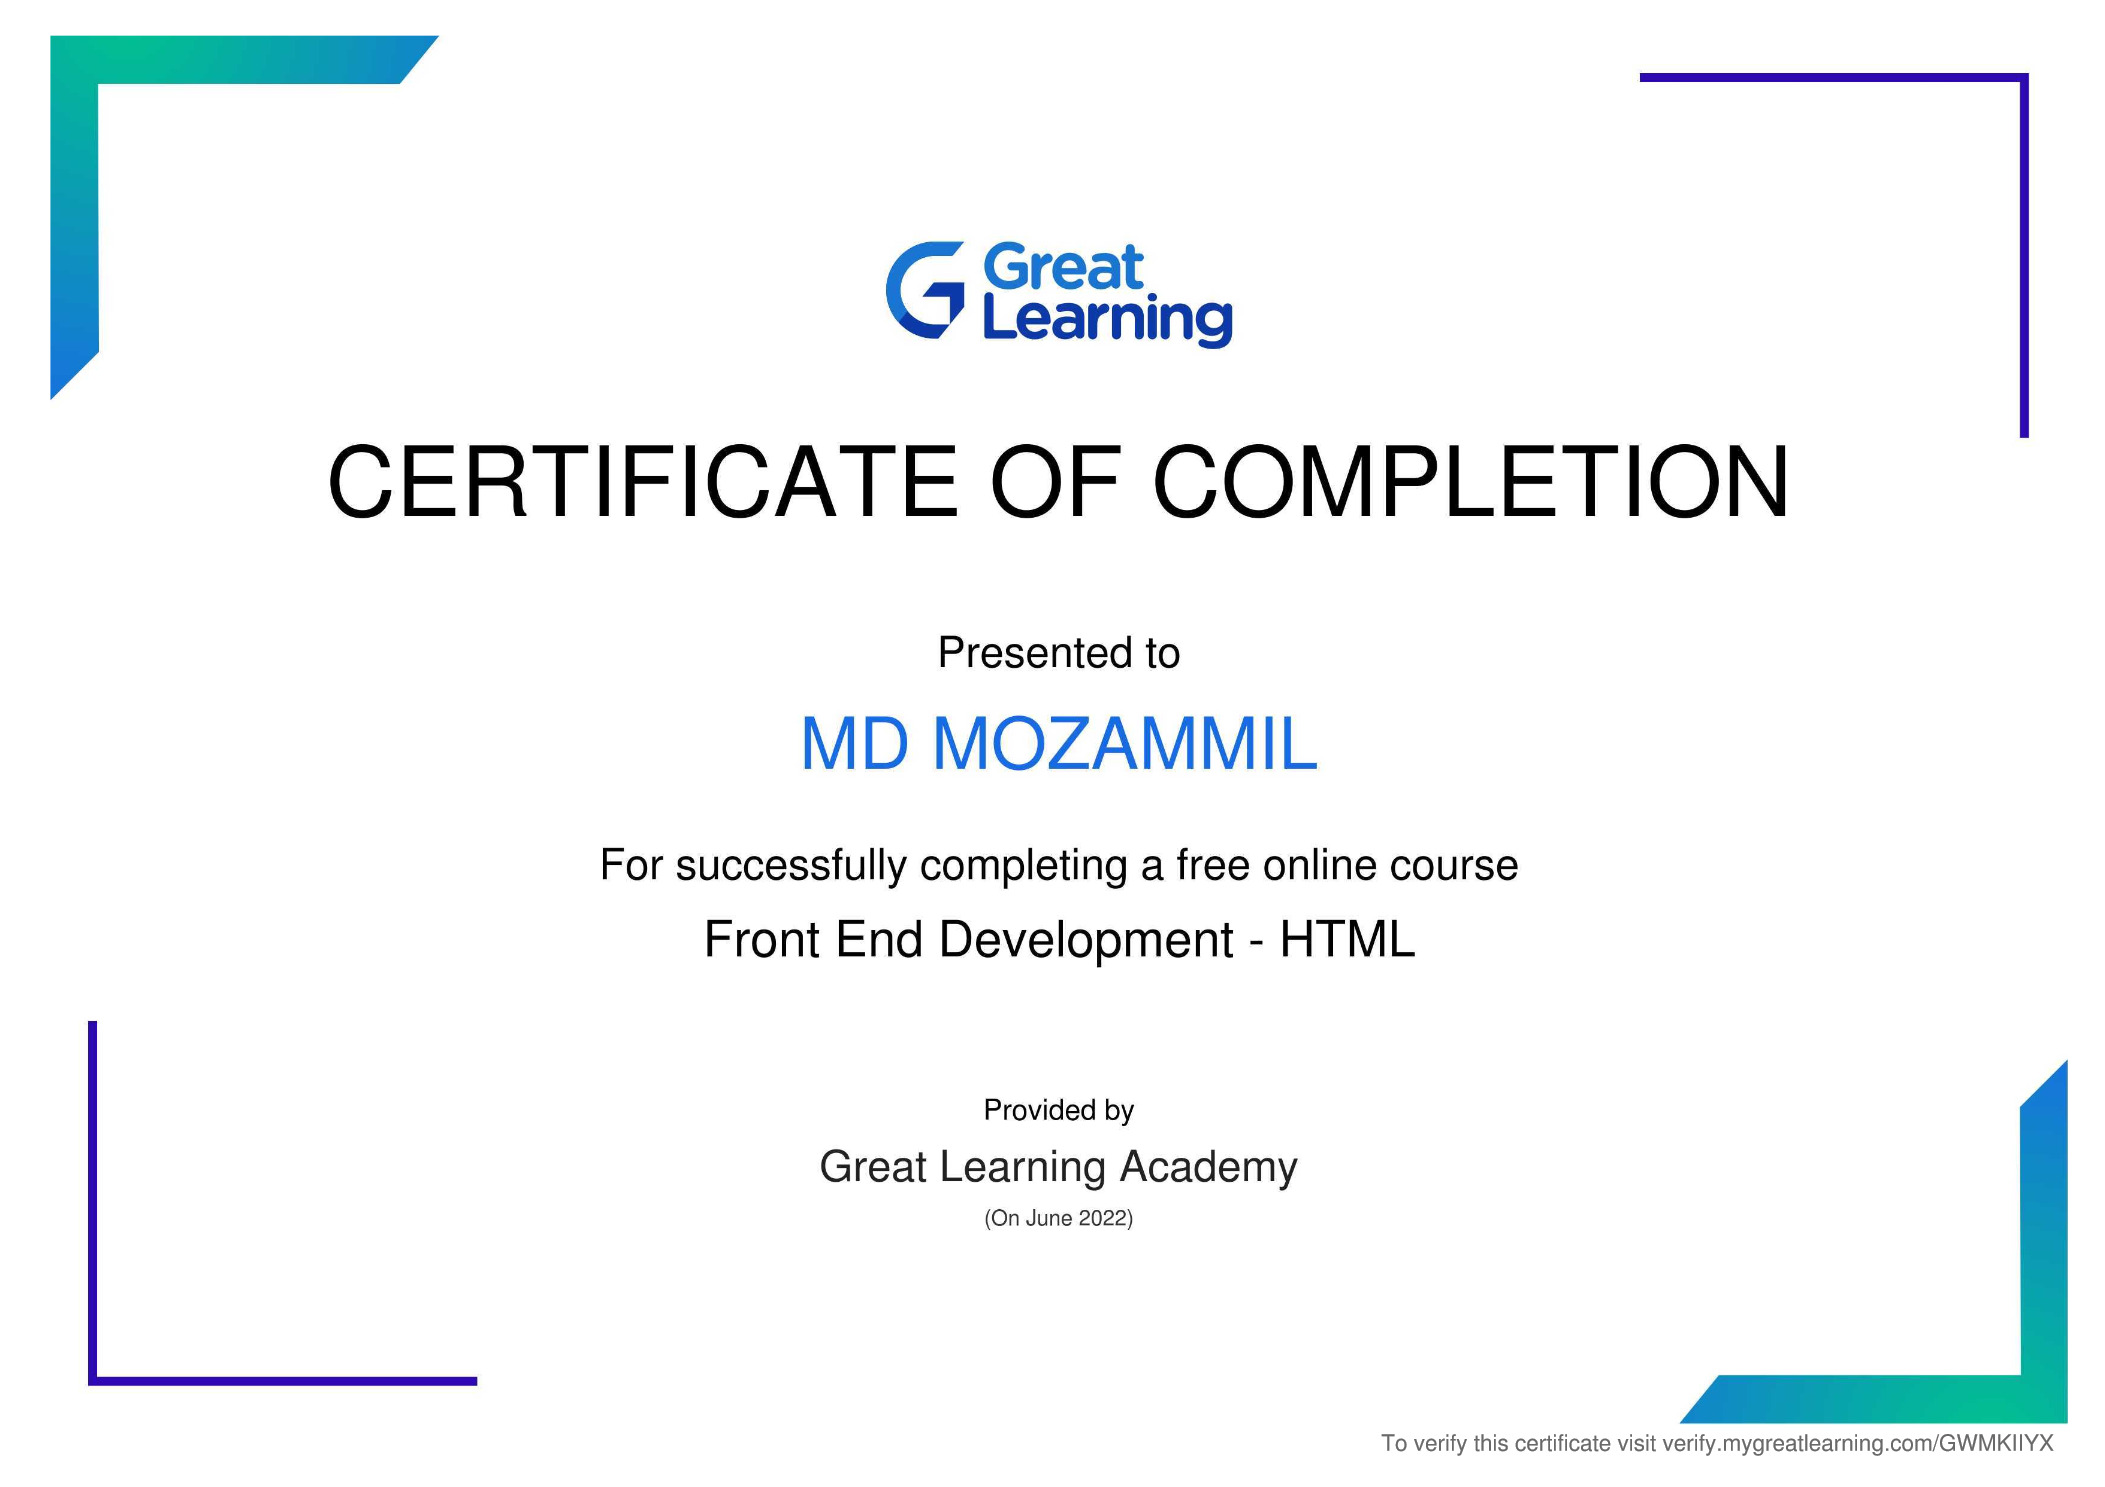 Great
Learning
CERTIFICATE OF COMPLETION
Presented to
MD MOZAMMIL
For successfully completing a free online course
Front End Development - HTML
Provided by
Great Learning Academy
(On June 2022)
To verify this certificate visit verify.mygreatlearning.com/GWMKIIYX